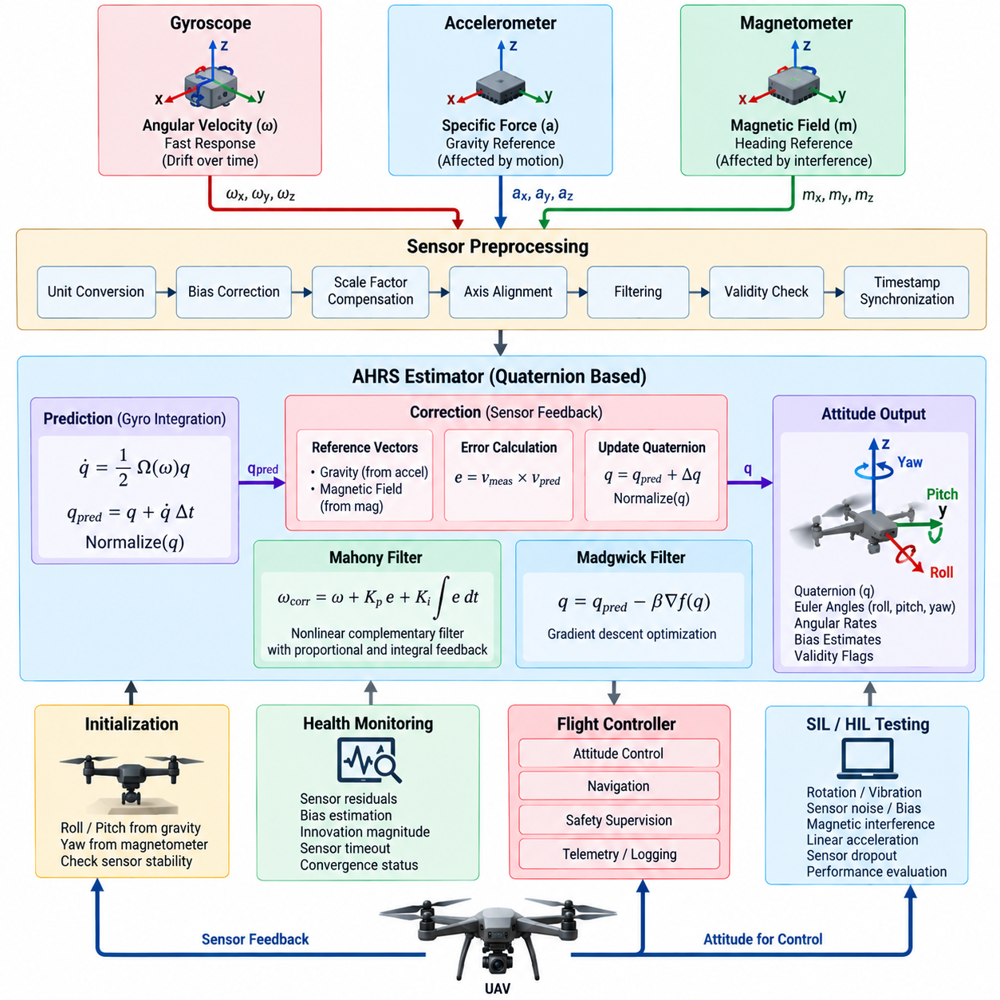 Gyroscope
z
x
y
Angular Velocity (ω)
Fast Response
(Drift over time)
Accelerometer
z
x
y
Specific Force (a)
Gravity Reference
(Affected by motion)
Magnetometer
z
x
y
Magnetic Field (m)
Heading Reference
(Affected by interference)
ωx, ωy, ωz
ax, ay, az
mx, my, mz
Sensor Preprocessing
Unit Conversion
Bias Correction
Scale Factor
Compensation
Axis Alignment
Filtering
Validity Check
Timestamp
Synchronization
AHRS Estimator (Quaternion Based)
Prediction (Gyro Integration)
q̇ = 1/2 Ω(ω)q
qpred = q + q̇ Δt
Normalize(q)
qpred
Correction (Sensor Feedback)
Reference Vectors
• Gravity (from accel)
• Magnetic Field
(from mag)
Error Calculation
e = vmeas × vpred
Update Quaternion
q = qpred + Δq
Normalize(q)
q
Mahony Filter
ωcorr = ω + Kp e + Ki ∫ e dt
Nonlinear complementary filter
with proportional and integral feedback
Madgwick Filter
q = qpred − β∇f(q)
Gradient descent optimization
Attitude Output
z
Yaw
Pitch
y
Roll
Quaternion (q)
Euler Angles (roll, pitch, yaw)
Angular Rates
Bias Estimates
Validity Flags
Initialization
Roll / Pitch from gravity
Yaw from magnetometer
Check sensor stability
Health Monitoring
Sensor residuals
Bias estimation
Innovation magnitude
Sensor timeout
Convergence status
Flight Controller
Attitude Control
Navigation
Safety Supervision
Telemetry / Logging
SIL / HIL Testing
Rotation / Vibration
Sensor noise / Bias
Magnetic interference
Linear acceleration
Sensor dropout
Performance evaluation
Sensor Feedback
Attitude for Control
UAV